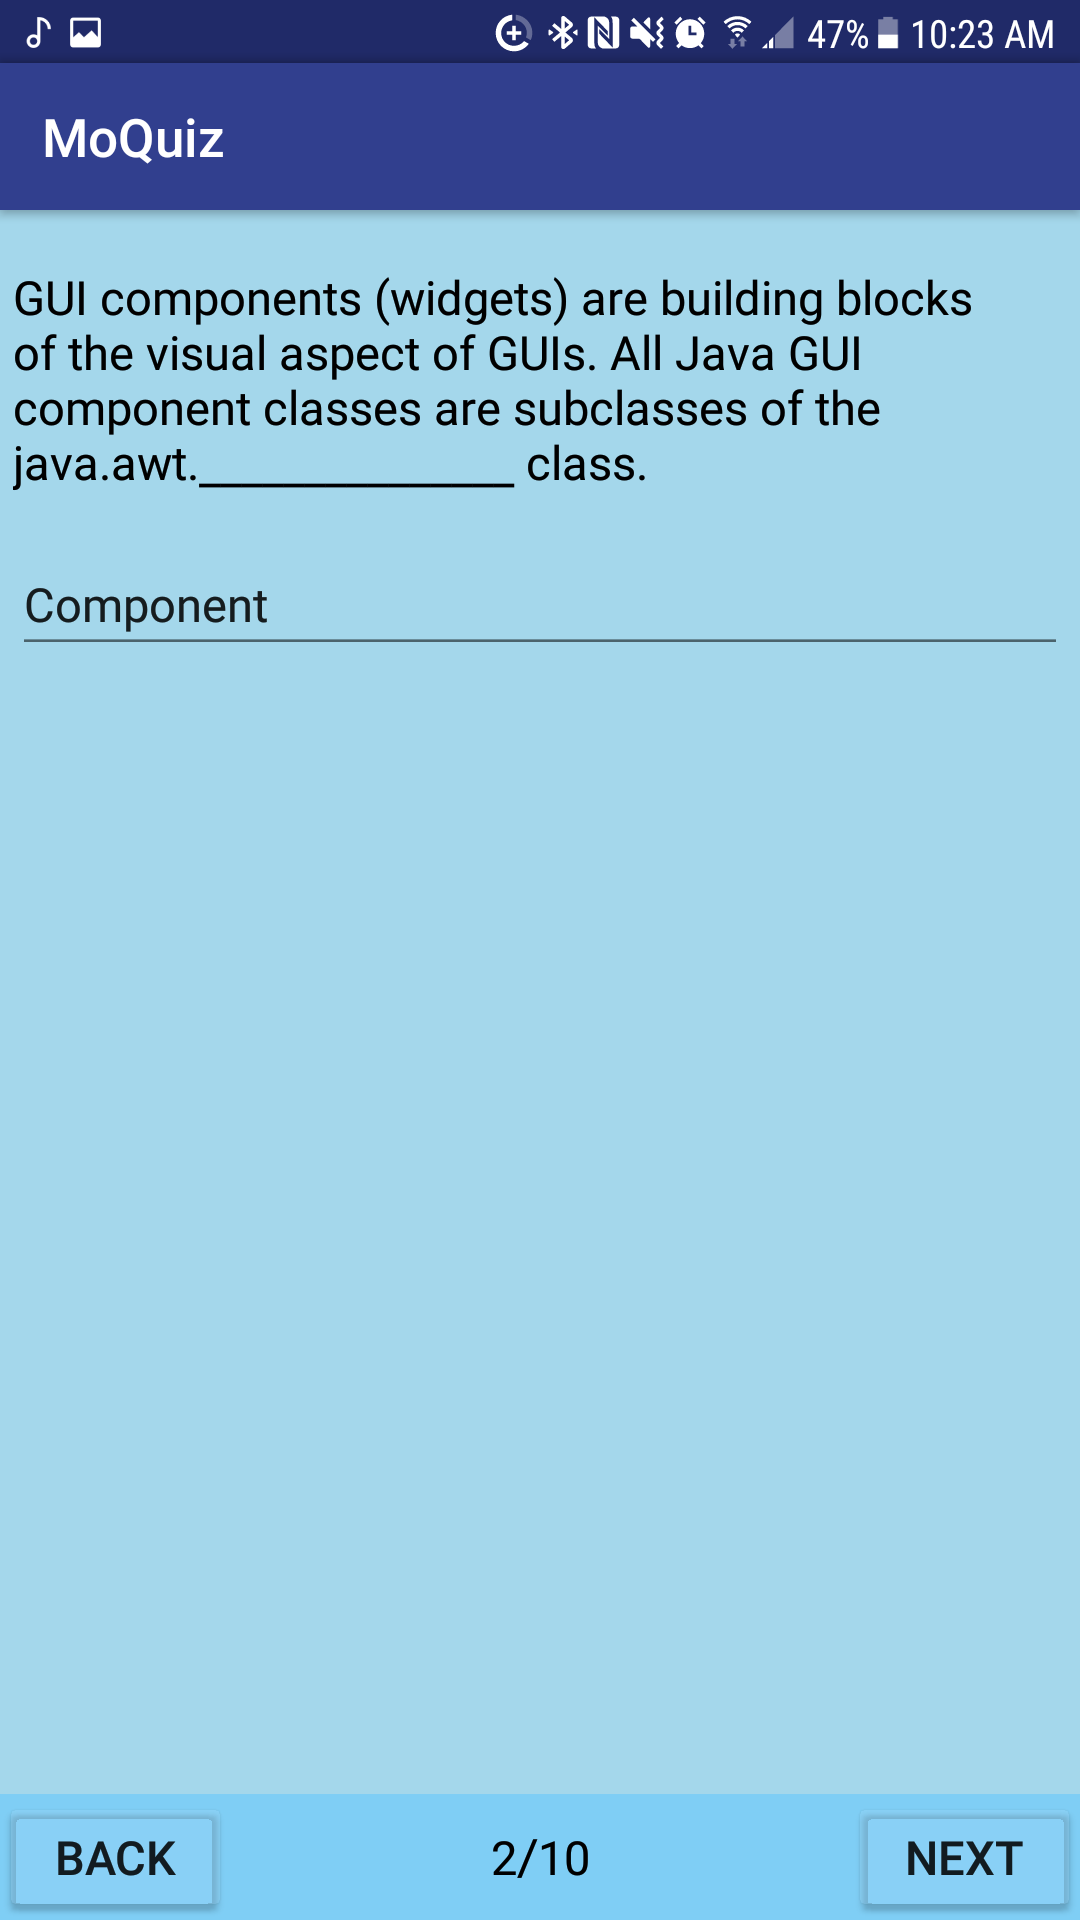 47% 10:23 AM
MoQuiz
GUI components (widgets) are building blocks
of the visual aspect of GUIs. All Java GUI
component classes are subclasses of the
java.awt._____________ class.
Component
BACK 2/10 NEXT